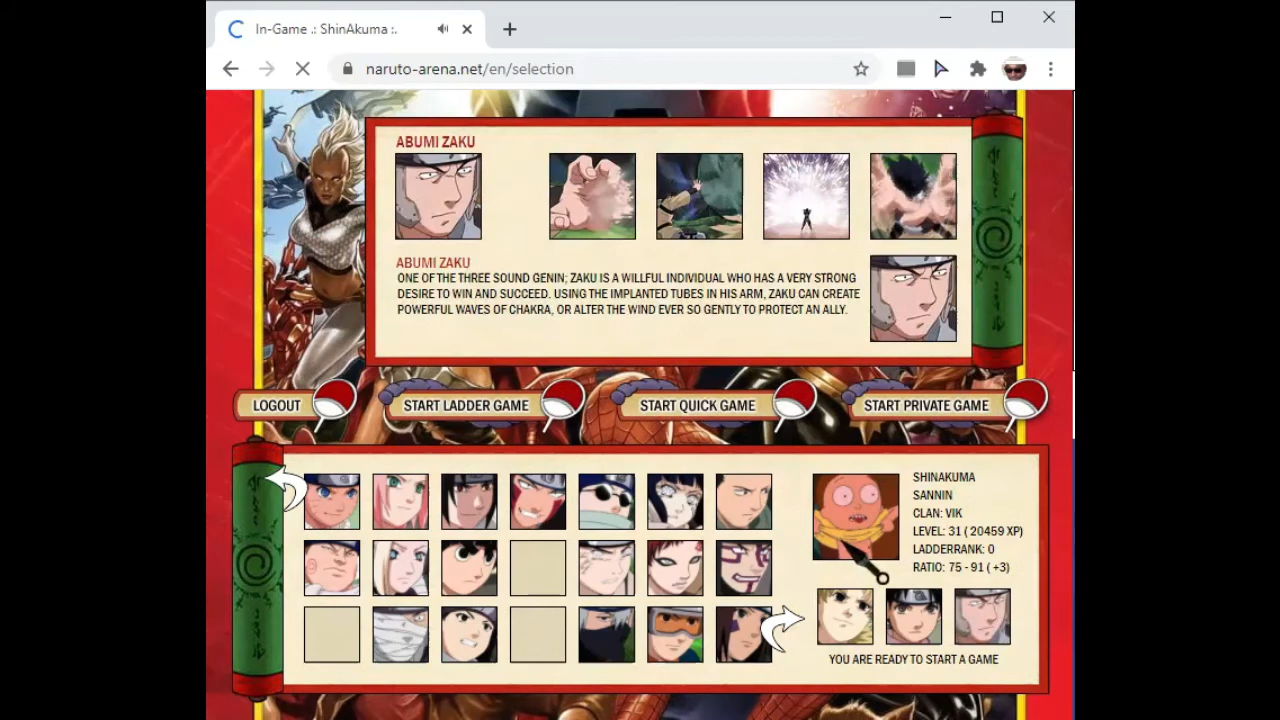 In-Game .: ShinAkuma :.
naruto-arena.net/en/selection
ABUMI ZAKU
ABUMI ZAKU
ONE OF THE THREE SOUND GENIN; ZAKU IS A WILLFUL INDIVIDUAL WHO HAS A VERY STRONG
DESIRE TO WIN AND SUCCEED. USING THE IMPLANTED TUBES IN HIS ARM, ZAKU CAN CREATE
POWERFUL WAVES OF CHAKRA, OR ALTER THE WIND EVER SO GENTLY TO PROTECT AN ALLY.
LOGOUT
START LADDER GAME
START QUICK GAME
START PRIVATE GAME
SHINAKUMA
SANNIN
CLAN: VIK
LEVEL: 31 ( 20459 XP)
LADDERRANK: 0
RATIO: 75 - 91 ( +3)
YOU ARE READY TO START A GAME